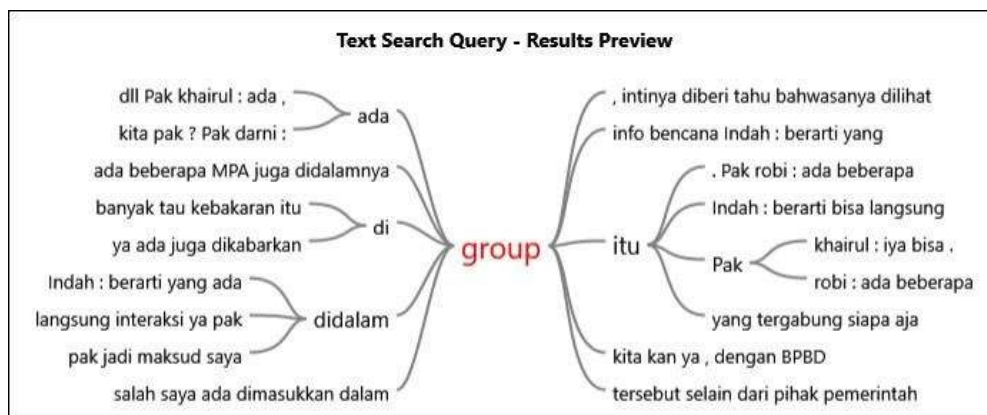 Text Search Query - Results Preview
dll Pak khairul : ada ,
kita pak ? Pak darni :
ada
ada beberapa MPA juga didalamnya
banyak tau kebakaran itu
ya ada juga dikabarkan
di
Indah : berarti yang ada
langsung interaksi ya pak
pak jadi maksud saya
didalam
salah saya ada dimasukkan dalam
group
, intinya diberi tahu bahwasanya dilihat
info bencana Indah : berarti yang
itu
. Pak robi : ada beberapa
Indah : berarti bisa langsung
Pak
khairul : iya bisa .
robi : ada beberapa
yang tergabung siapa aja
kita kan ya , dengan BPBD
tersebut selain dari pihak pemerintah